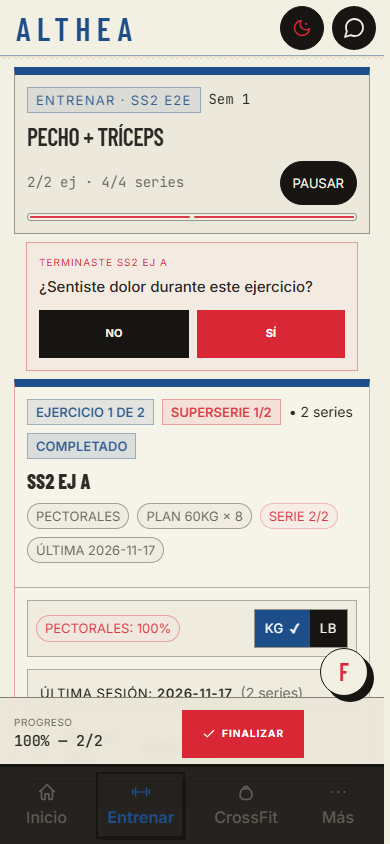 ALTHEA
ENTRENAR · SS2 E2E Sem 1
PECHO + TRÍCEPS
2/2 ej · 4/4 series
PAUSAR
TERMINASTE SS2 EJ A
¿Sentiste dolor durante este ejercicio?
NO SÍ
EJERCICIO 1 DE 2 SUPERSERIE 1/2 • 2 series
COMPLETADO
SS2 EJ A
PECTORALES PLAN 60KG × 8 SERIE 2/2
ÚLTIMA 2026-11-17
PECTORALES: 100% KG ✓ LB
F
ÚLTIMA SESIÓN: 2026-11-17 (2 series)
PROGRESO
100% — 2/2
✓ FINALIZAR
Inicio Entrenar CrossFit Más